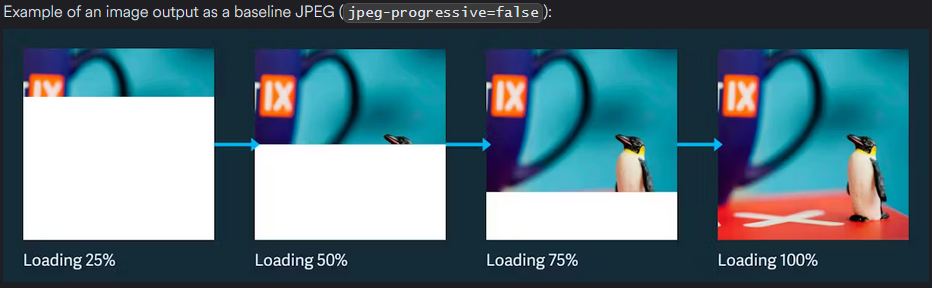 Example of an image output as a baseline JPEG (jpeg-progressive=false):
IX
IX
IX
IX
Loading 25%
Loading 50%
Loading 75%
Loading 100%